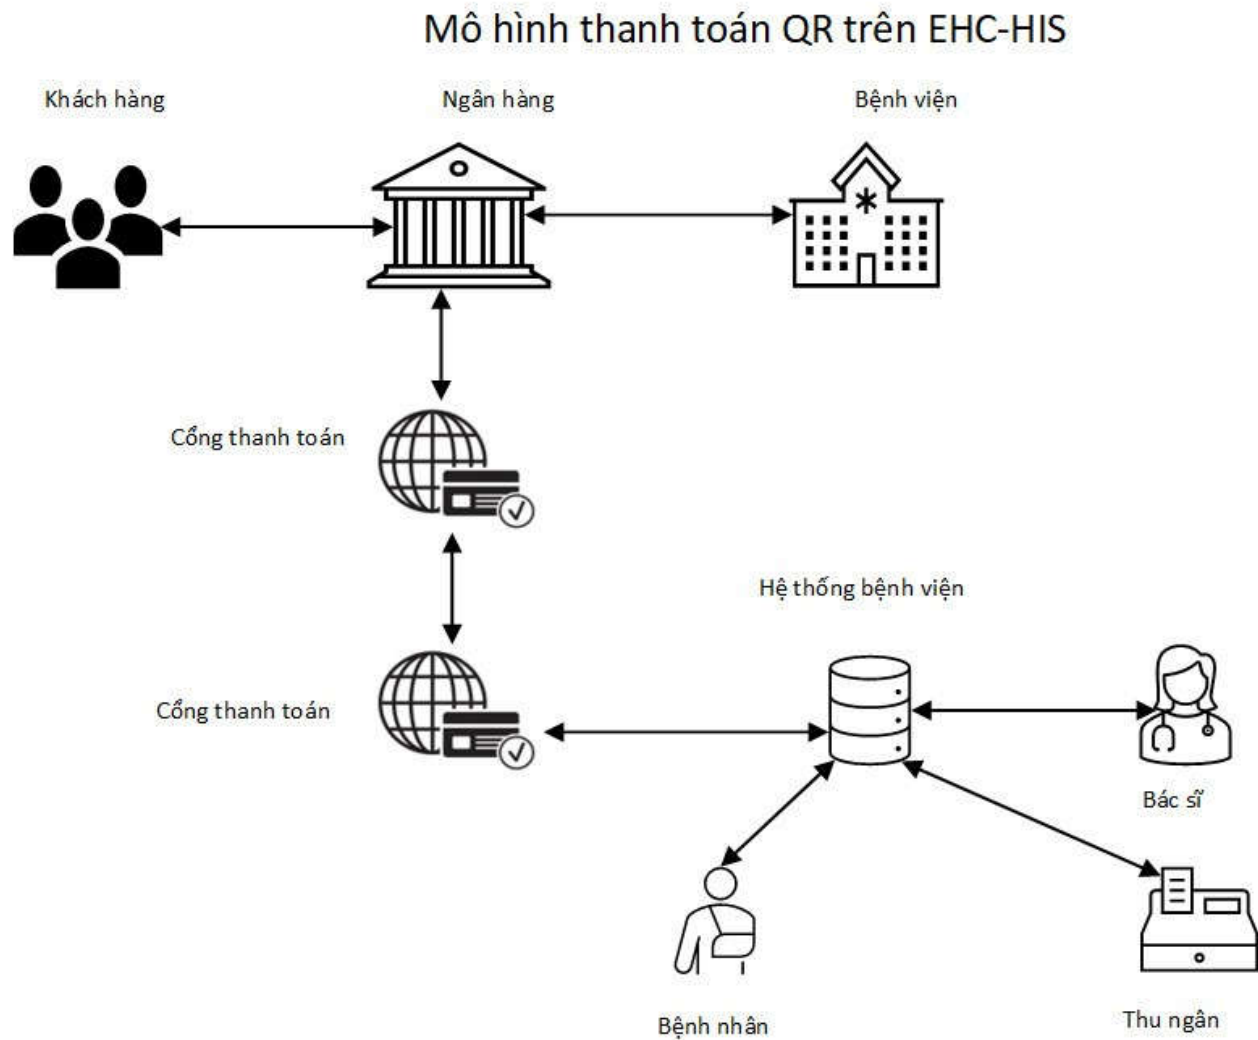 Mô hình thanh toán QR trên EHC-HIS
Khách hàng
Ngân hàng
Bệnh viện
Cổng thanh toán
Hệ thống bệnh viện
Cổng thanh toán
Bác sĩ
Bệnh nhân
Thu ngân